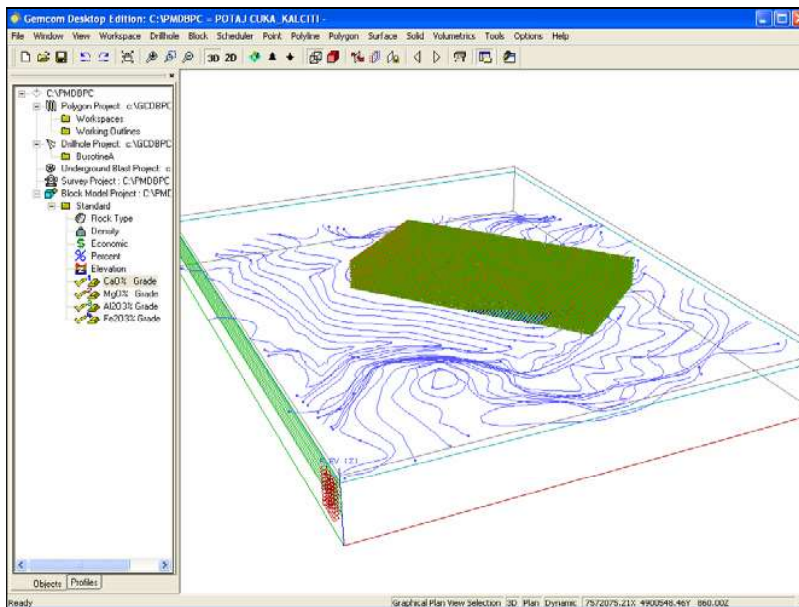 Gemcom Desktop Edition: C:\PMDBPC - POTAJ CUKA_KALCITI -
File Window View Workspace Drillhole Block Scheduler Point Polyline Polygon Surface Solid Volumetrics Tools Options Help
3D 2D
C:\PMDBPC
Polygon Project: c:\GCDBPC
Workspaces
Working Outlines
Drillhole Project: c:\GCDBPC
BusotineA
Underground Blast Project: c
Survey Project : C:\PMDBPC
Block Model Project : C:\PMD
Standard
Rock Type
Density
Economic
Percent
Elevation
CaO% Grade
MgO% Grade
Al2O3% Grade
Fe2O3% Grade
Objects Profiles
Ready
Graphical Plan View Selection 3D Plan Dynamic 7572075.21X 4900548.46Y 860.00Z